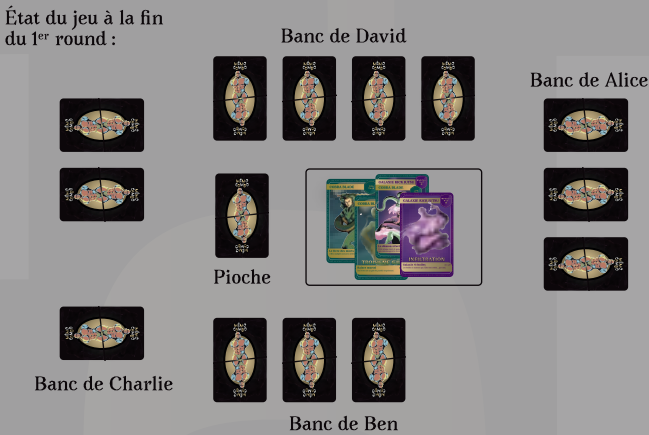 État du jeu à la fin
du 1er round :
Banc de David
Banc de Alice
Pioche
INFILTRATION
Banc de Charlie
Banc de Ben